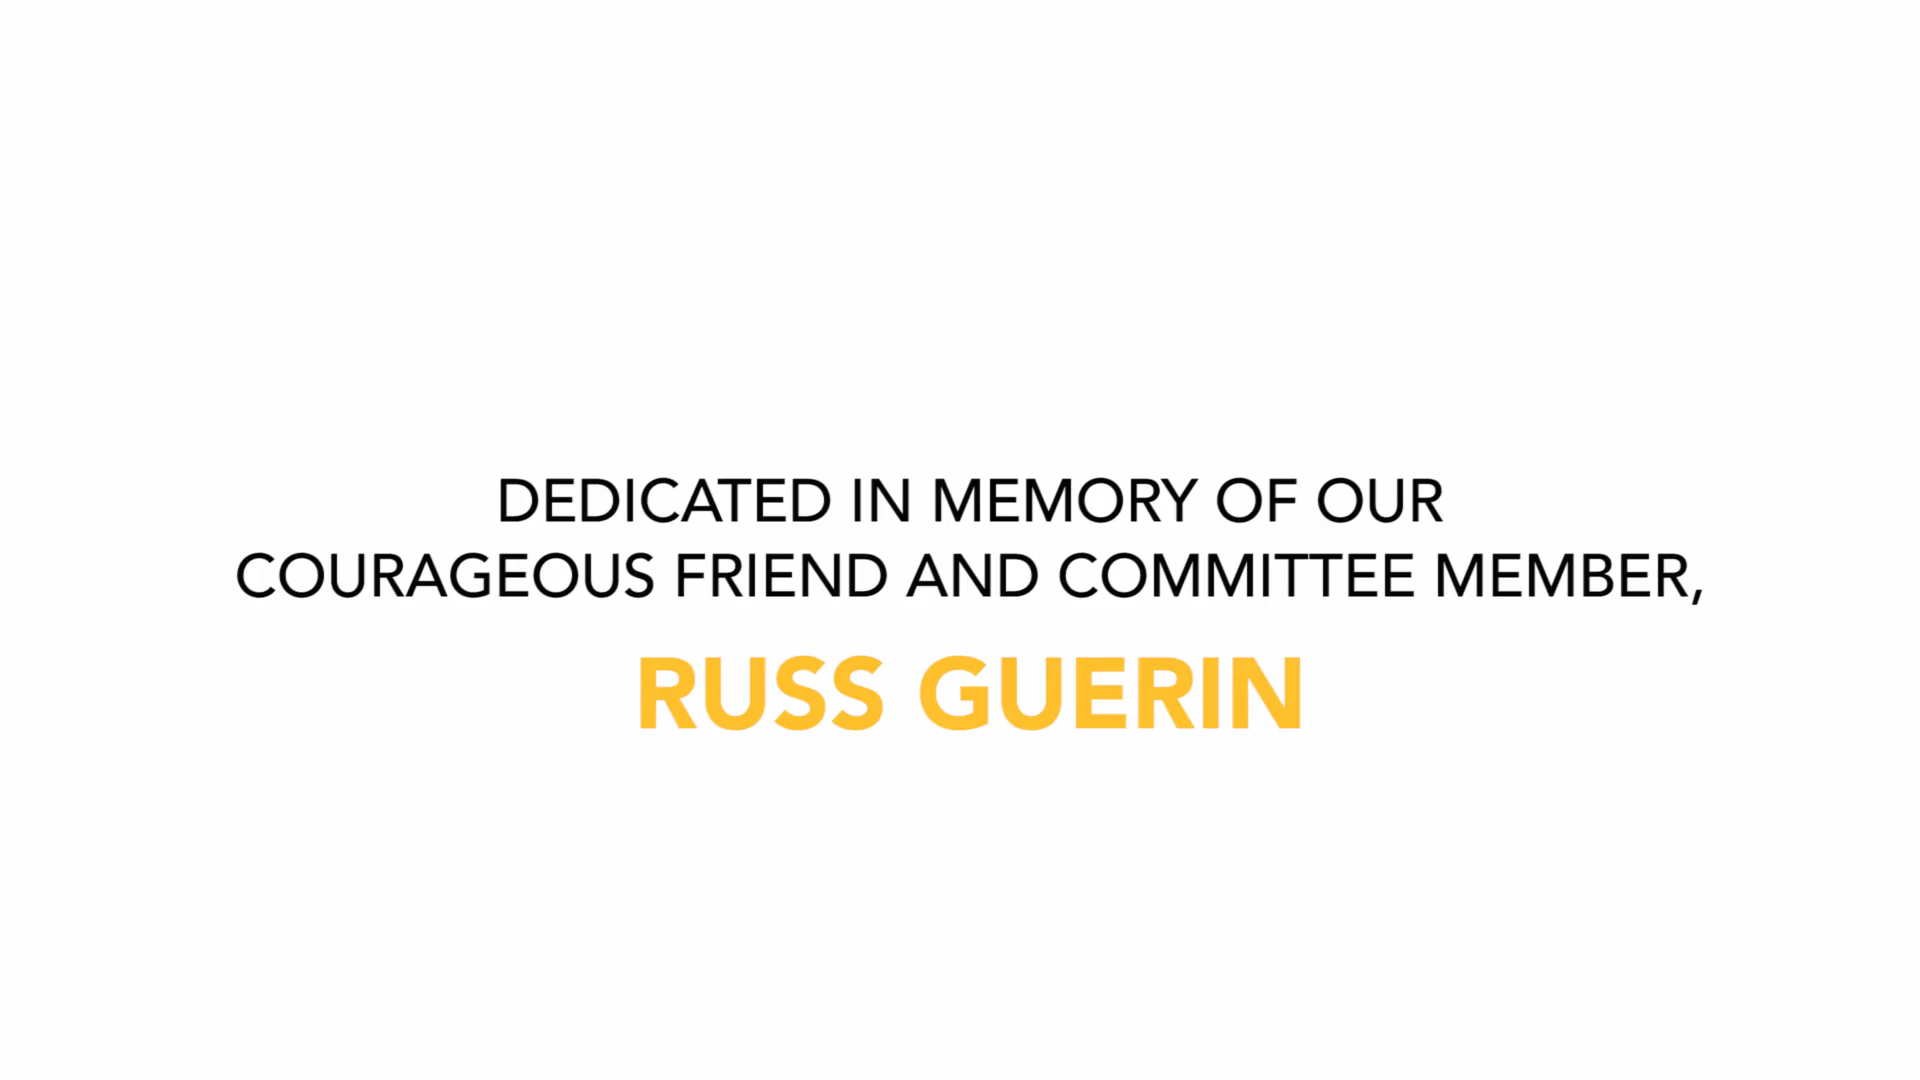 DEDICATED IN MEMORY OF OUR
COURAGEOUS FRIEND AND COMMITTEE MEMBER,
RUSS GUERIN